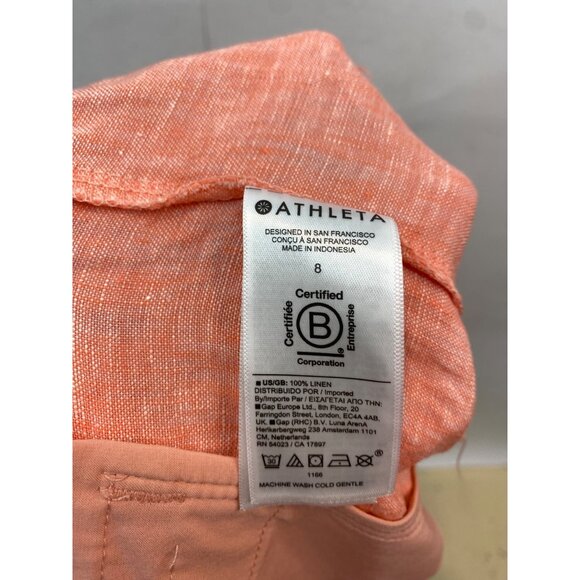 ATHLETA
DESIGNED IN SAN FRANCISCO
CONÇU À SAN FRANCISCO
MADE IN INDONESIA
8
Certified
Certifiée
B
Entreprise
®
Corporation
US/GB: 100% LINEN
DISTRIBUIDO POR / Imported
By/Importe Par / ΕΙΣΑΓΕΤΑΙ ΑΠΟ ΤΗΝ:
Gap Europe Ltd., 8th Floor, 20
Farringdon Street, London, EC4A 4AB,
UK. Gap (RHC) B.V. Luna ArenA
Herikerbergweg 238 Amsterdam 1101
CM, Netherlands
RN 54023 / CA 17897
30
1166
MACHINE WASH COLD GENTLE